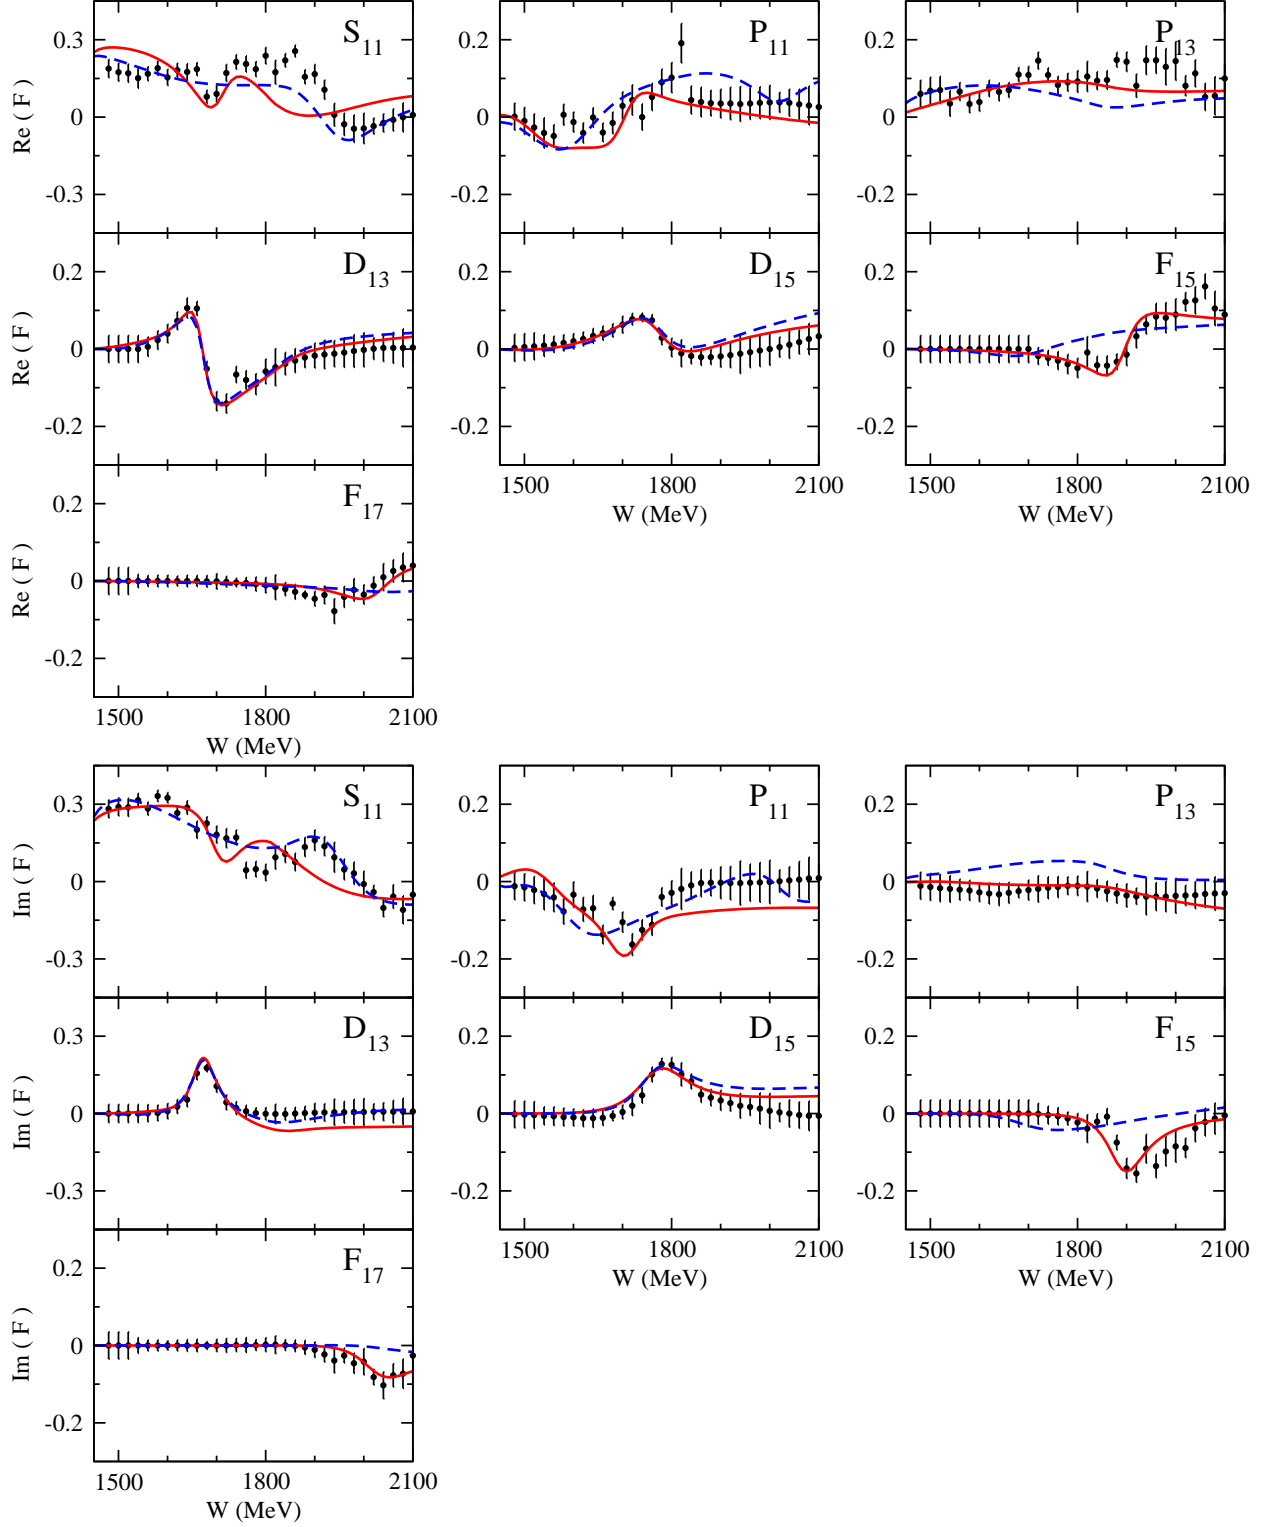 S11 P11 P13
0.3 0 -0.3 Re ( F )
0.2 0 -0.2
0.2 0 -0.2
D13 D15 F15
0.2 0 -0.2 Re ( F )
0.2 0 -0.2
0.2 0 -0.2
1500 1800 2100
W (MeV)
1500 1800 2100
W (MeV)
F17
0.2 0 -0.2 Re ( F )
1500 1800 2100
W (MeV)
S11 P11 P13
0.3 0 -0.3 Im ( F )
0.2 0 -0.2
0.2 0 -0.2
D13 D15 F15
0.3 0 -0.3 Im ( F )
0.2 0 -0.2
0.2 0 -0.2
1500 1800 2100
W (MeV)
1500 1800 2100
W (MeV)
F17
0.2 0 -0.2 Im ( F )
1500 1800 2100
W (MeV)